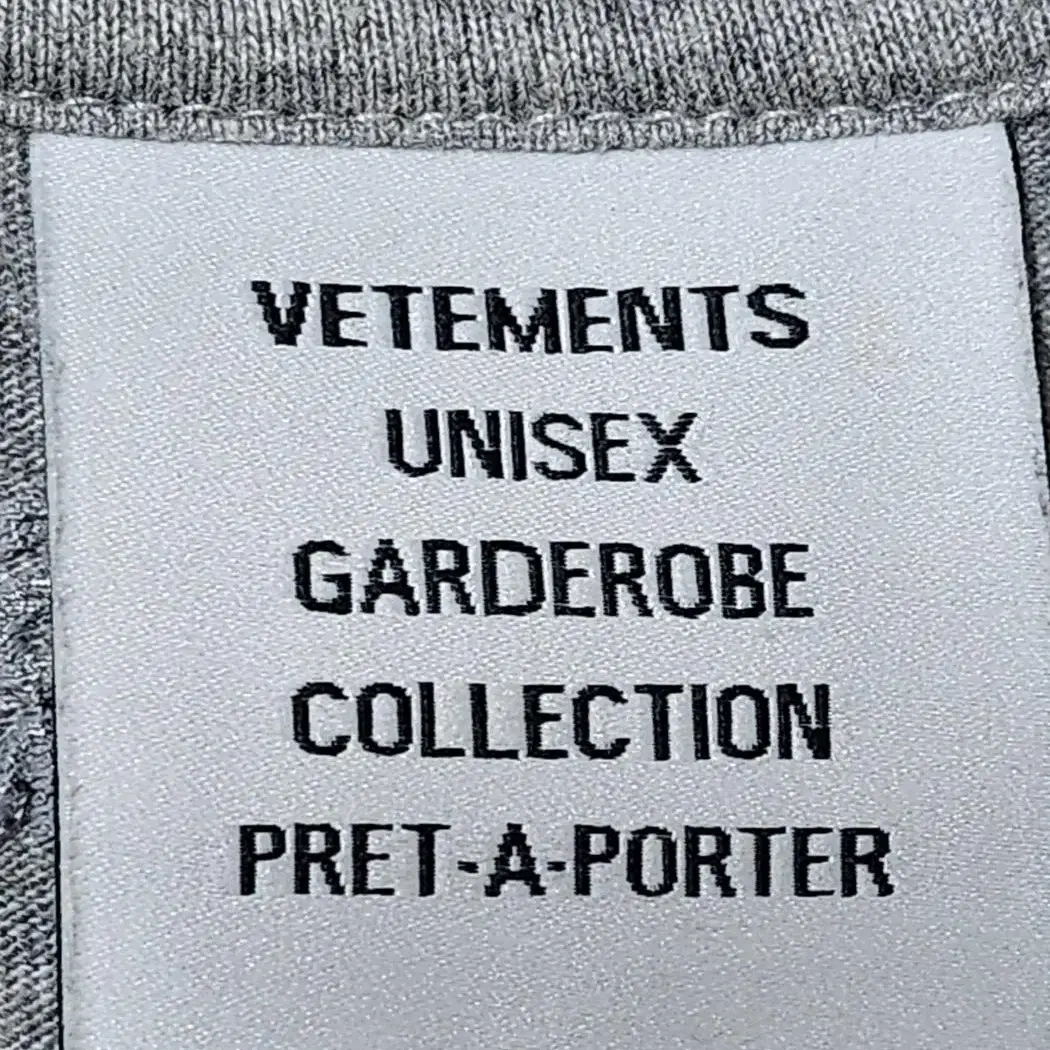 VETEMENTS
UNISEX
GARDEROBE
COLLECTION
PRET-A-PORTER